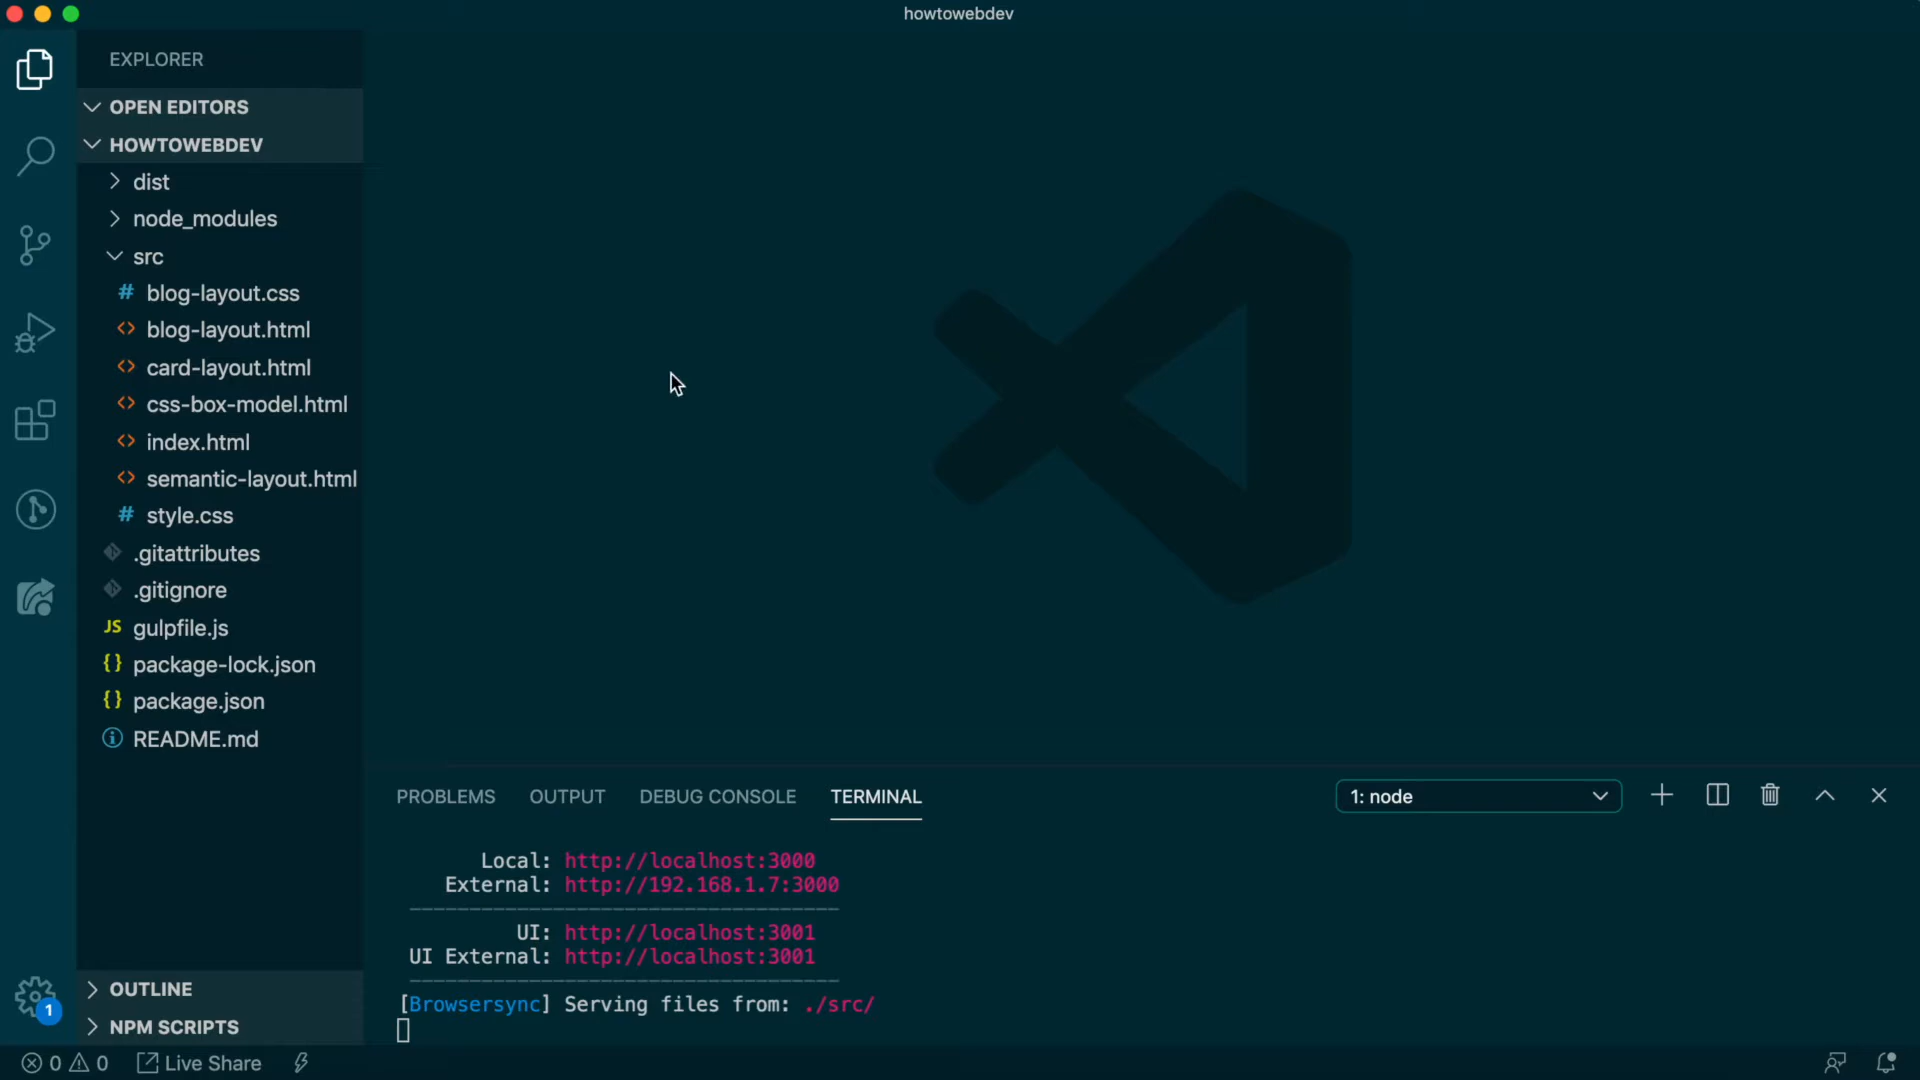 howtowebdev
EXPLORER
OPEN EDITORS
HOWTOWEBDEV
dist
node_modules
src
# blog-layout.css
<> blog-layout.html
<> card-layout.html
<> css-box-model.html
<> index.html
<> semantic-layout.html
# style.css
.gitattributes
.gitignore
JS gulpfile.js
{} package-lock.json
{} package.json
README.md
OUTLINE
NPM SCRIPTS
PROBLEMS OUTPUT DEBUG CONSOLE TERMINAL 1: node
Local: http://localhost:3000
External: http://192.168.1.7:3000
-------------------------------------
UI: http://localhost:3001
UI External: http://localhost:3001
-------------------------------------
[Browsersync] Serving files from: ./src/
1
0 0 Live Share